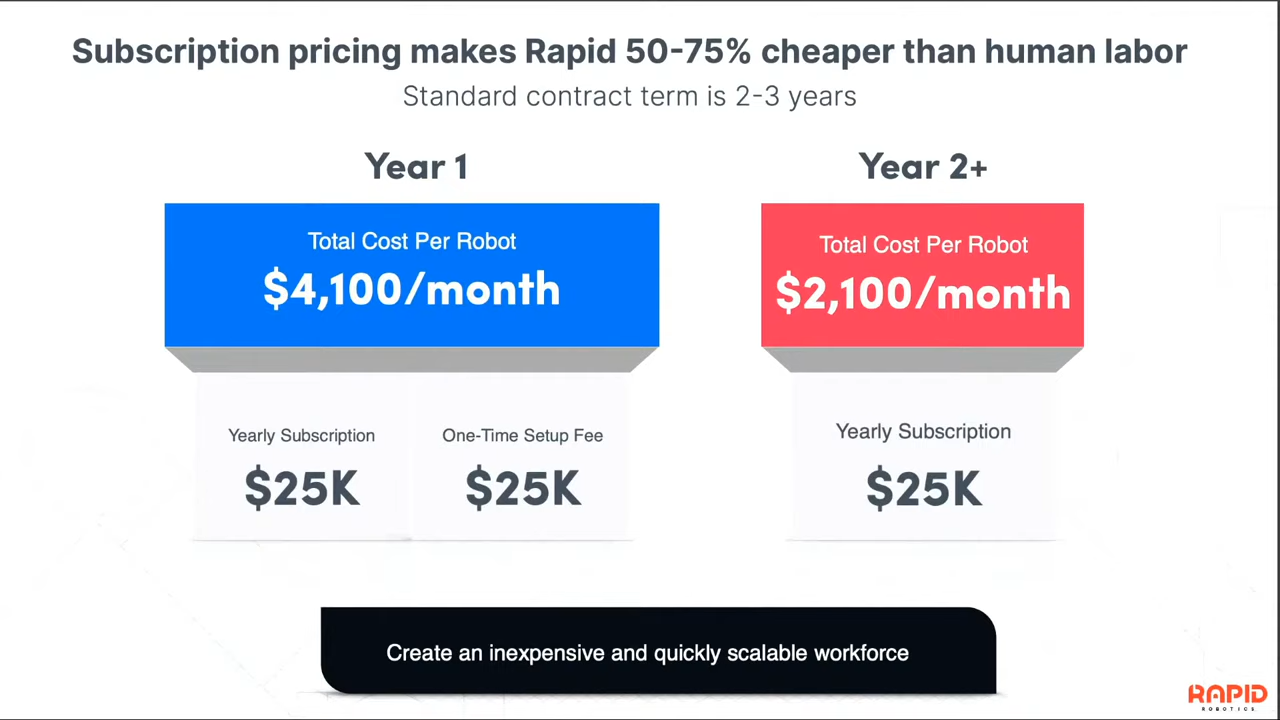 Subscription pricing makes Rapid 50-75% cheaper than human labor
Standard contract term is 2-3 years
Year 1
Total Cost Per Robot
$4,100/month
Yearly Subscription
$25K
One-Time Setup Fee
$25K
Year 2+
Total Cost Per Robot
$2,100/month
Yearly Subscription
$25K
Create an inexpensive and quickly scalable workforce
RAPID
ROBOTICS